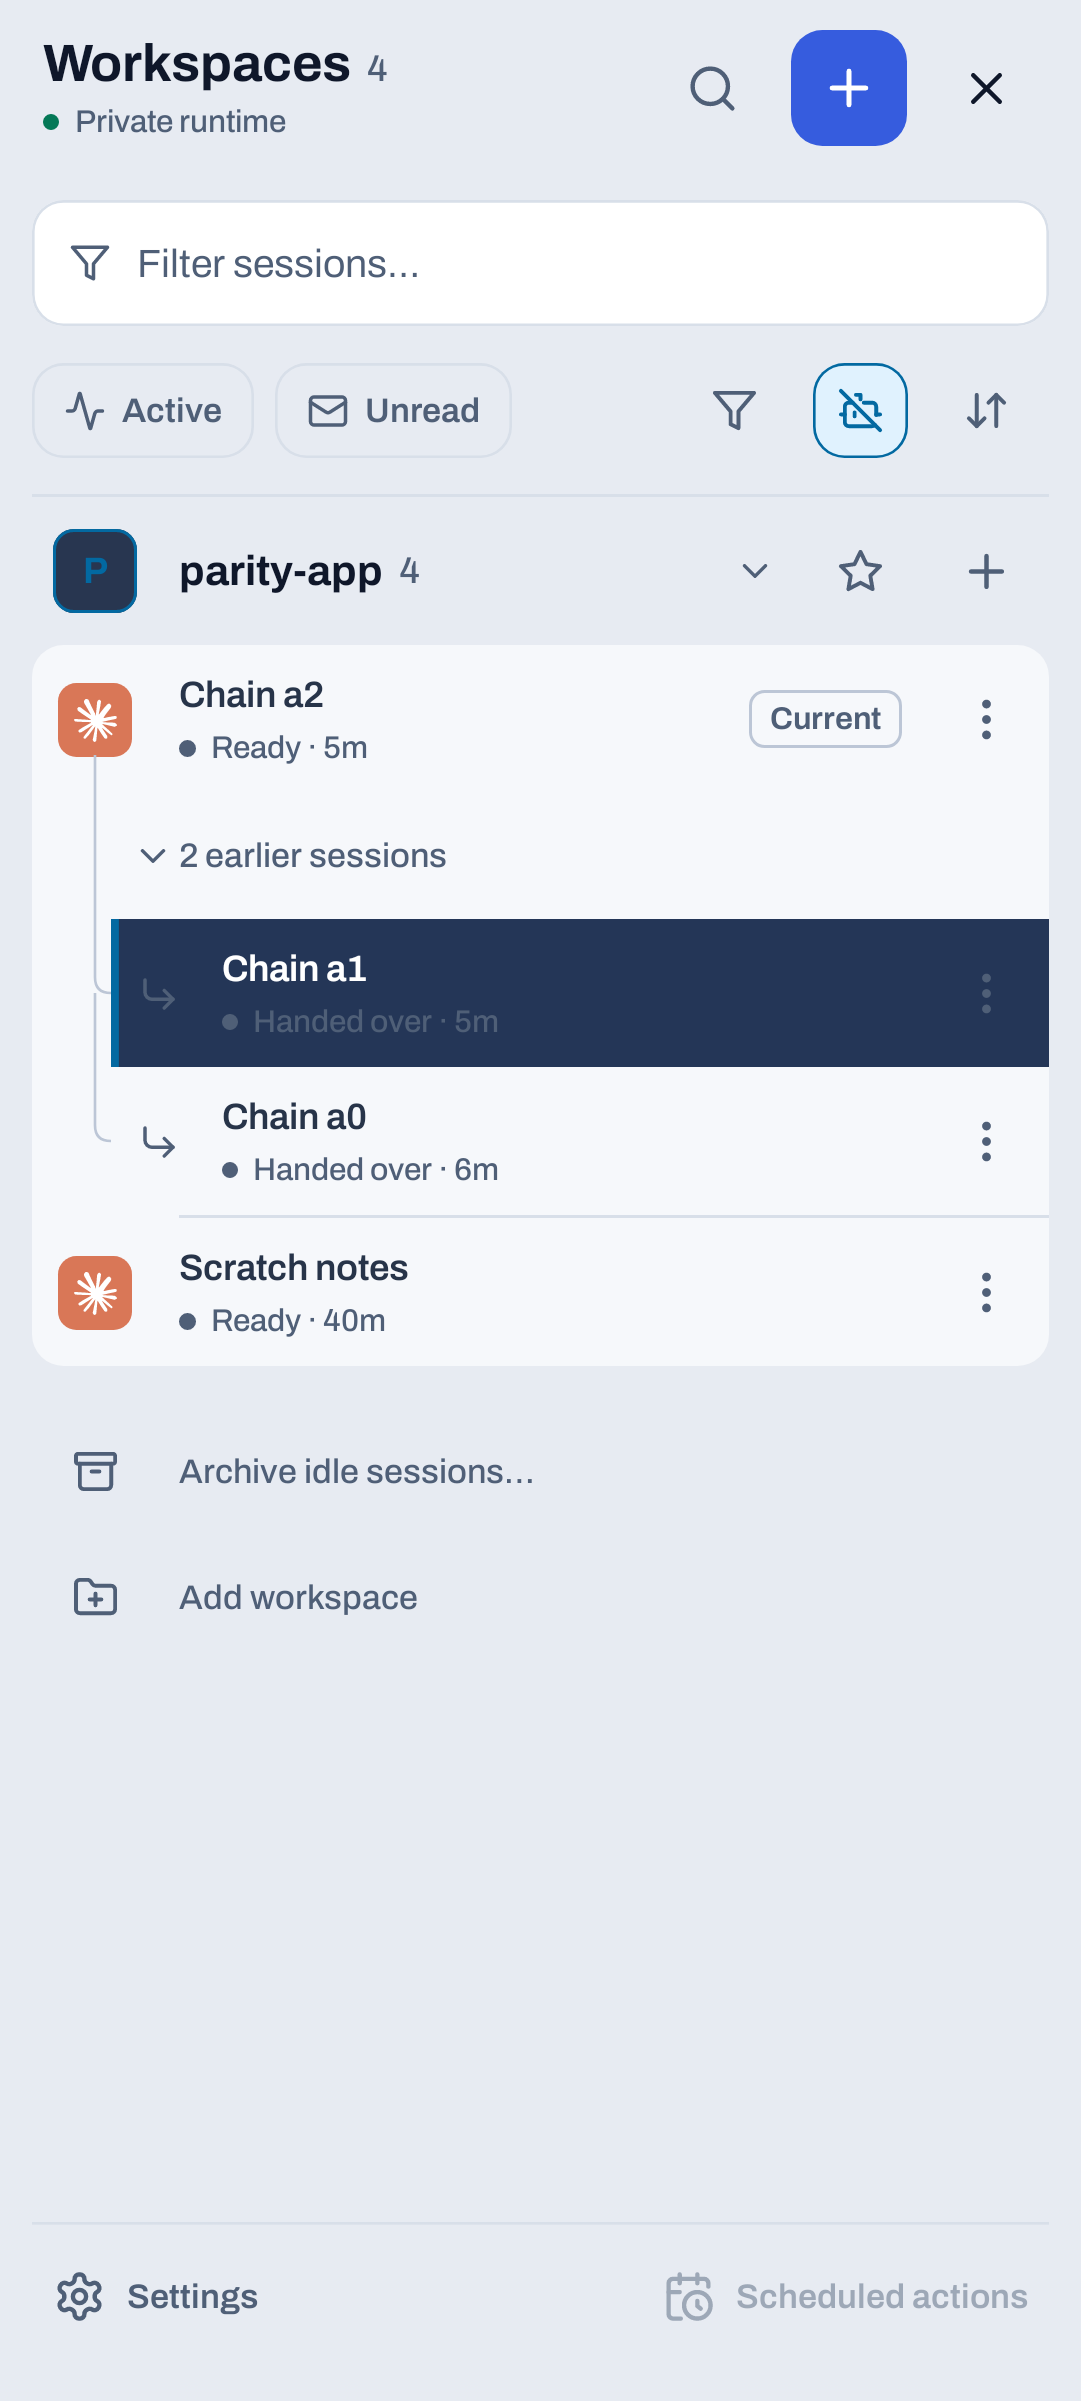 Workspaces 4
Private runtime
Filter sessions...
Active
Unread
P
parity-app 4
Chain a2
Ready · 5m
Current
2 earlier sessions
Chain a1
Handed over · 5m
Chain a0
Handed over · 6m
Scratch notes
Ready · 40m
Archive idle sessions...
Add workspace
Settings
Scheduled actions